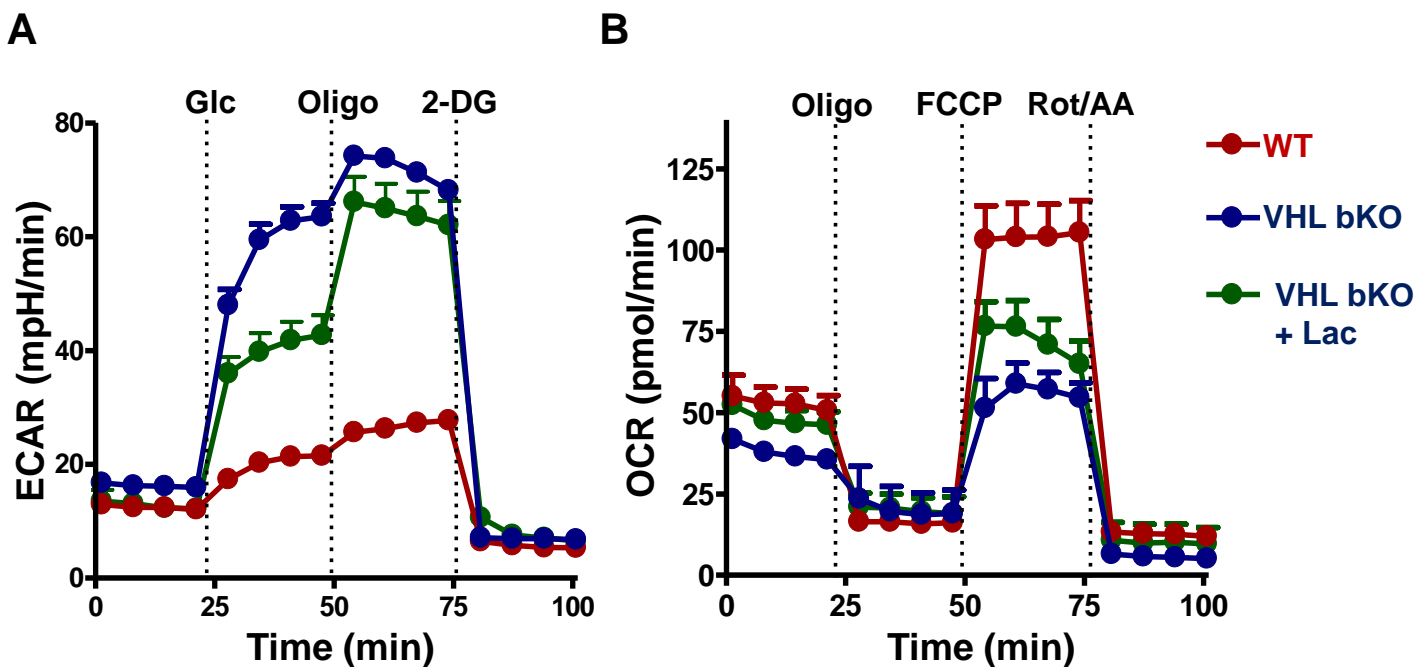 A
Glc Oligo 2-DG
80
60
40
20
0
ECAR (mpH/min)
0 25 50 75 100
Time (min)
B
Oligo FCCP Rot/AA
125
100
75
50
25
0
OCR (pmol/min)
0 25 50 75 100
Time (min)
WT
VHL bKO
VHL bKO
+ Lac